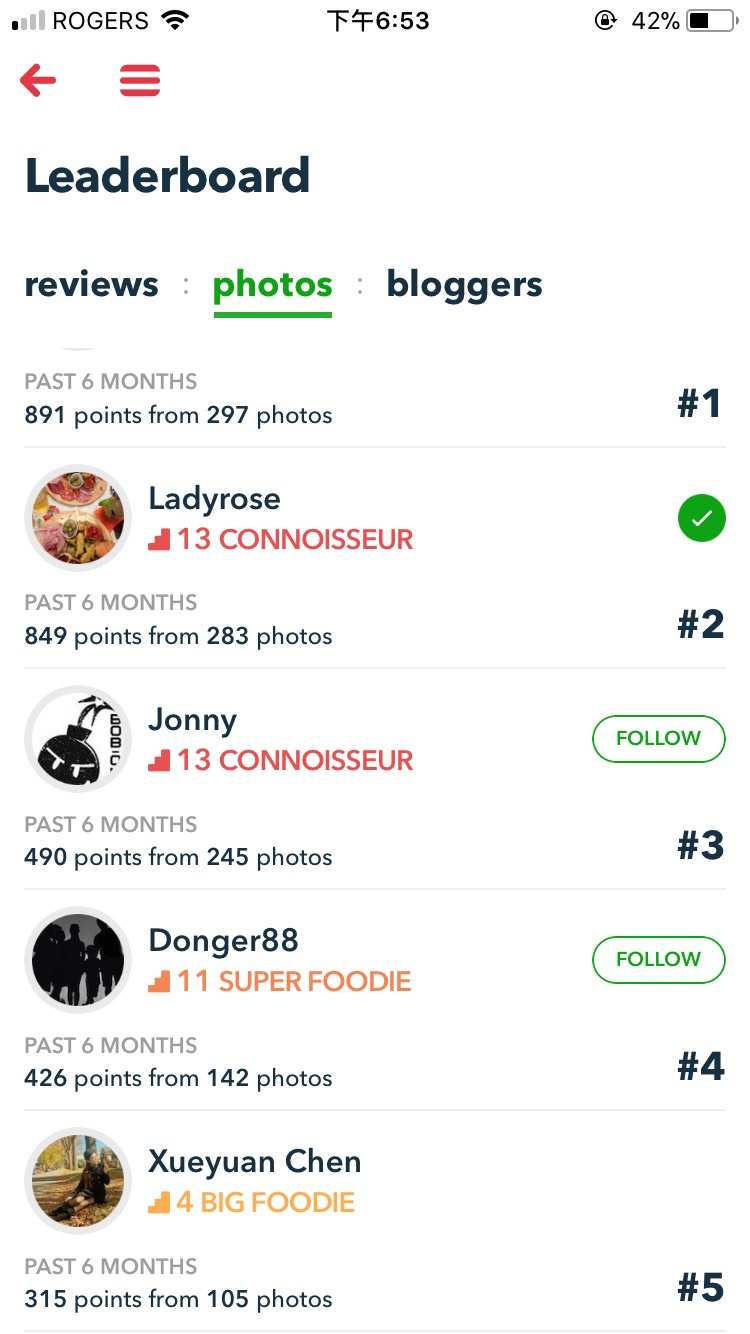 ROGERS 下午6:53 42%
Leaderboard
reviews : photos : bloggers
PAST 6 MONTHS
891 points from 297 photos
#1
Ladyrose
13 CONNOISSEUR
PAST 6 MONTHS
849 points from 283 photos
#2
Jonny
13 CONNOISSEUR
FOLLOW
PAST 6 MONTHS
490 points from 245 photos
#3
Donger88
11 SUPER FOODIE
FOLLOW
PAST 6 MONTHS
426 points from 142 photos
#4
Xueyuan Chen
4 BIG FOODIE
PAST 6 MONTHS
315 points from 105 photos
#5